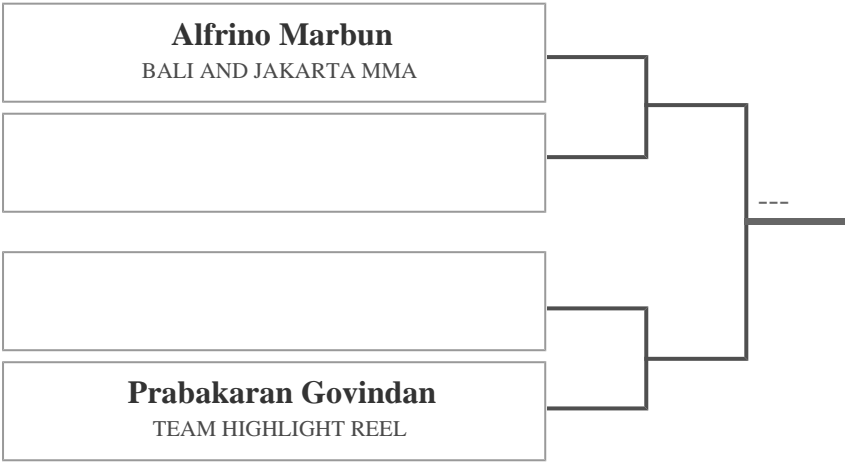 Alfrino Marbun
BALI AND JAKARTA MMA
---
Prabakaran Govindan
TEAM HIGHLIGHT REEL